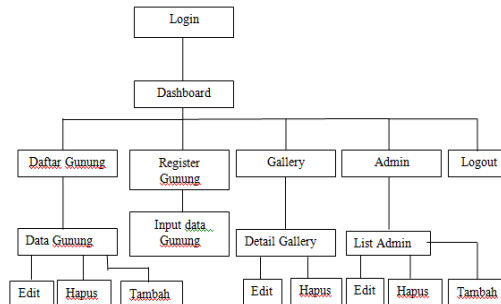 Login
Dashboard
Daftar Gunung
Register
Gunung
Gallery
Admin
Logout
Input data
Gunung
Data Gunung
Detail Gallery
List Admin
Edit
Hapus
Tambah
Edit
Hapus
Edit
Hapus
Tambah